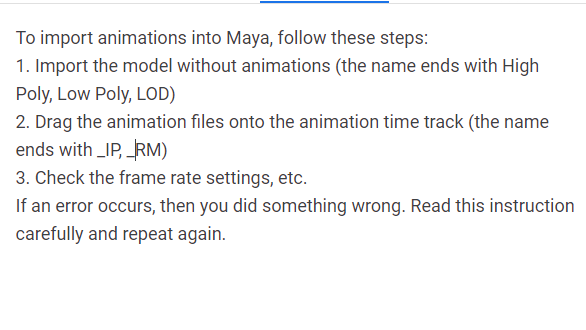 To import animations into Maya, follow these steps:
1. Import the model without animations (the name ends with High
Poly, Low Poly, LOD)
2. Drag the animation files onto the animation time track (the name
ends with _IP, _RM)
3. Check the frame rate settings, etc.
If an error occurs, then you did something wrong. Read this instruction
carefully and repeat again.